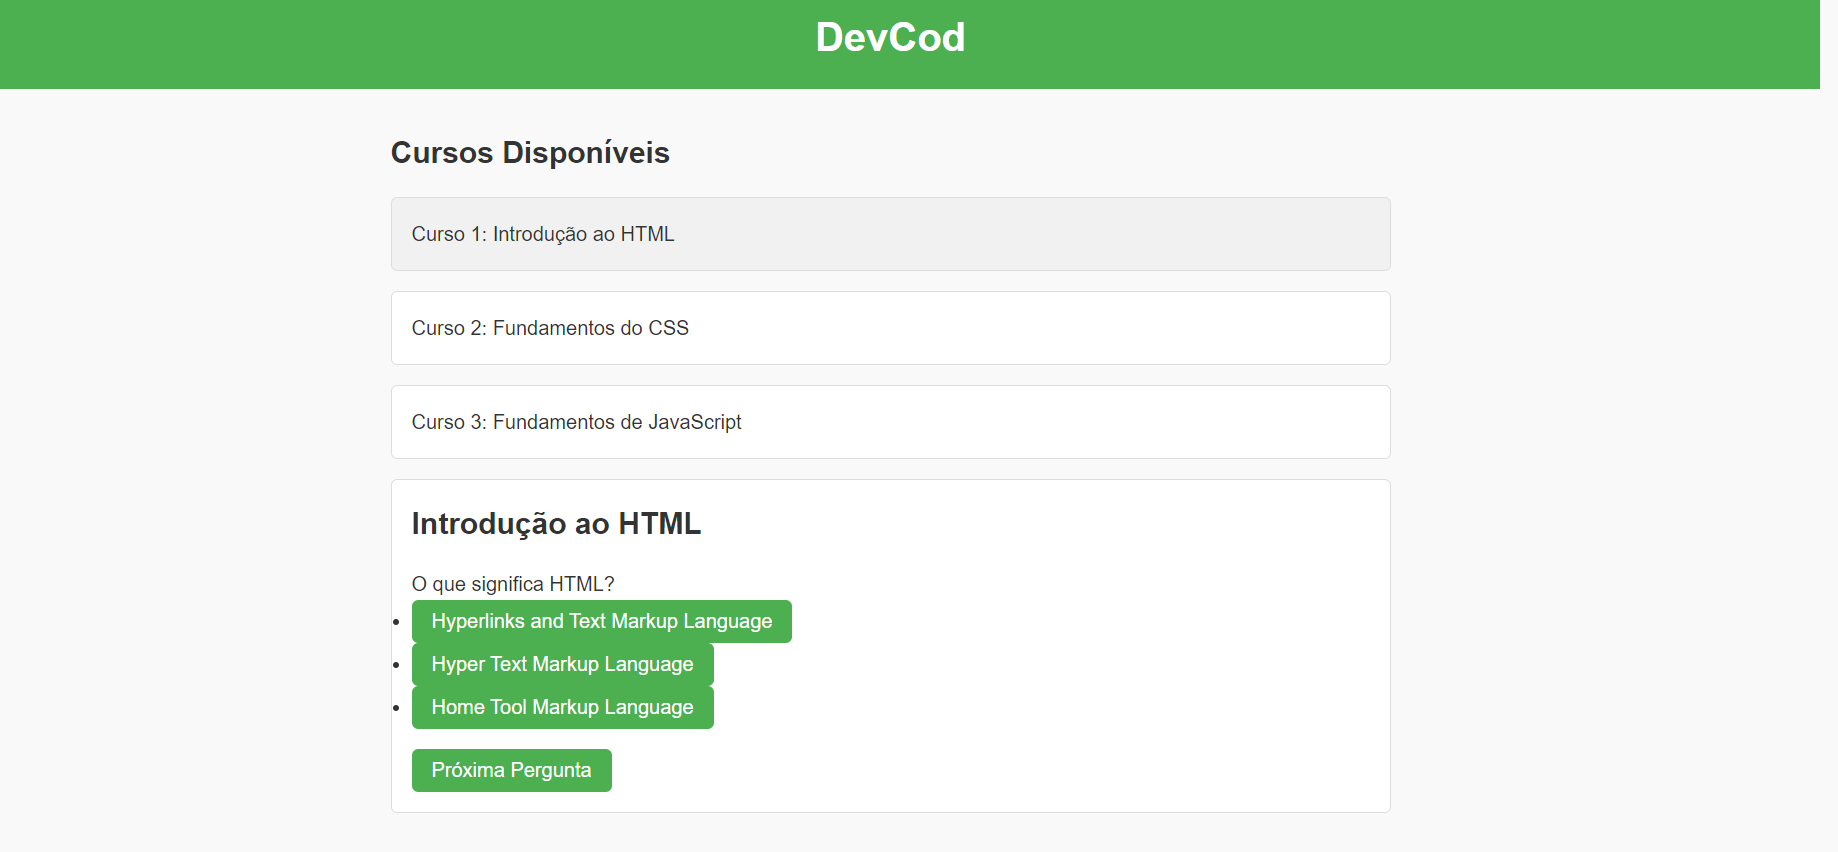 DevCod
Cursos Disponíveis
Curso 1: Introdução ao HTML
Curso 2: Fundamentos do CSS
Curso 3: Fundamentos de JavaScript
Introdução ao HTML
O que significa HTML?
Hyperlinks and Text Markup Language
Hyper Text Markup Language
Home Tool Markup Language
Próxima Pergunta